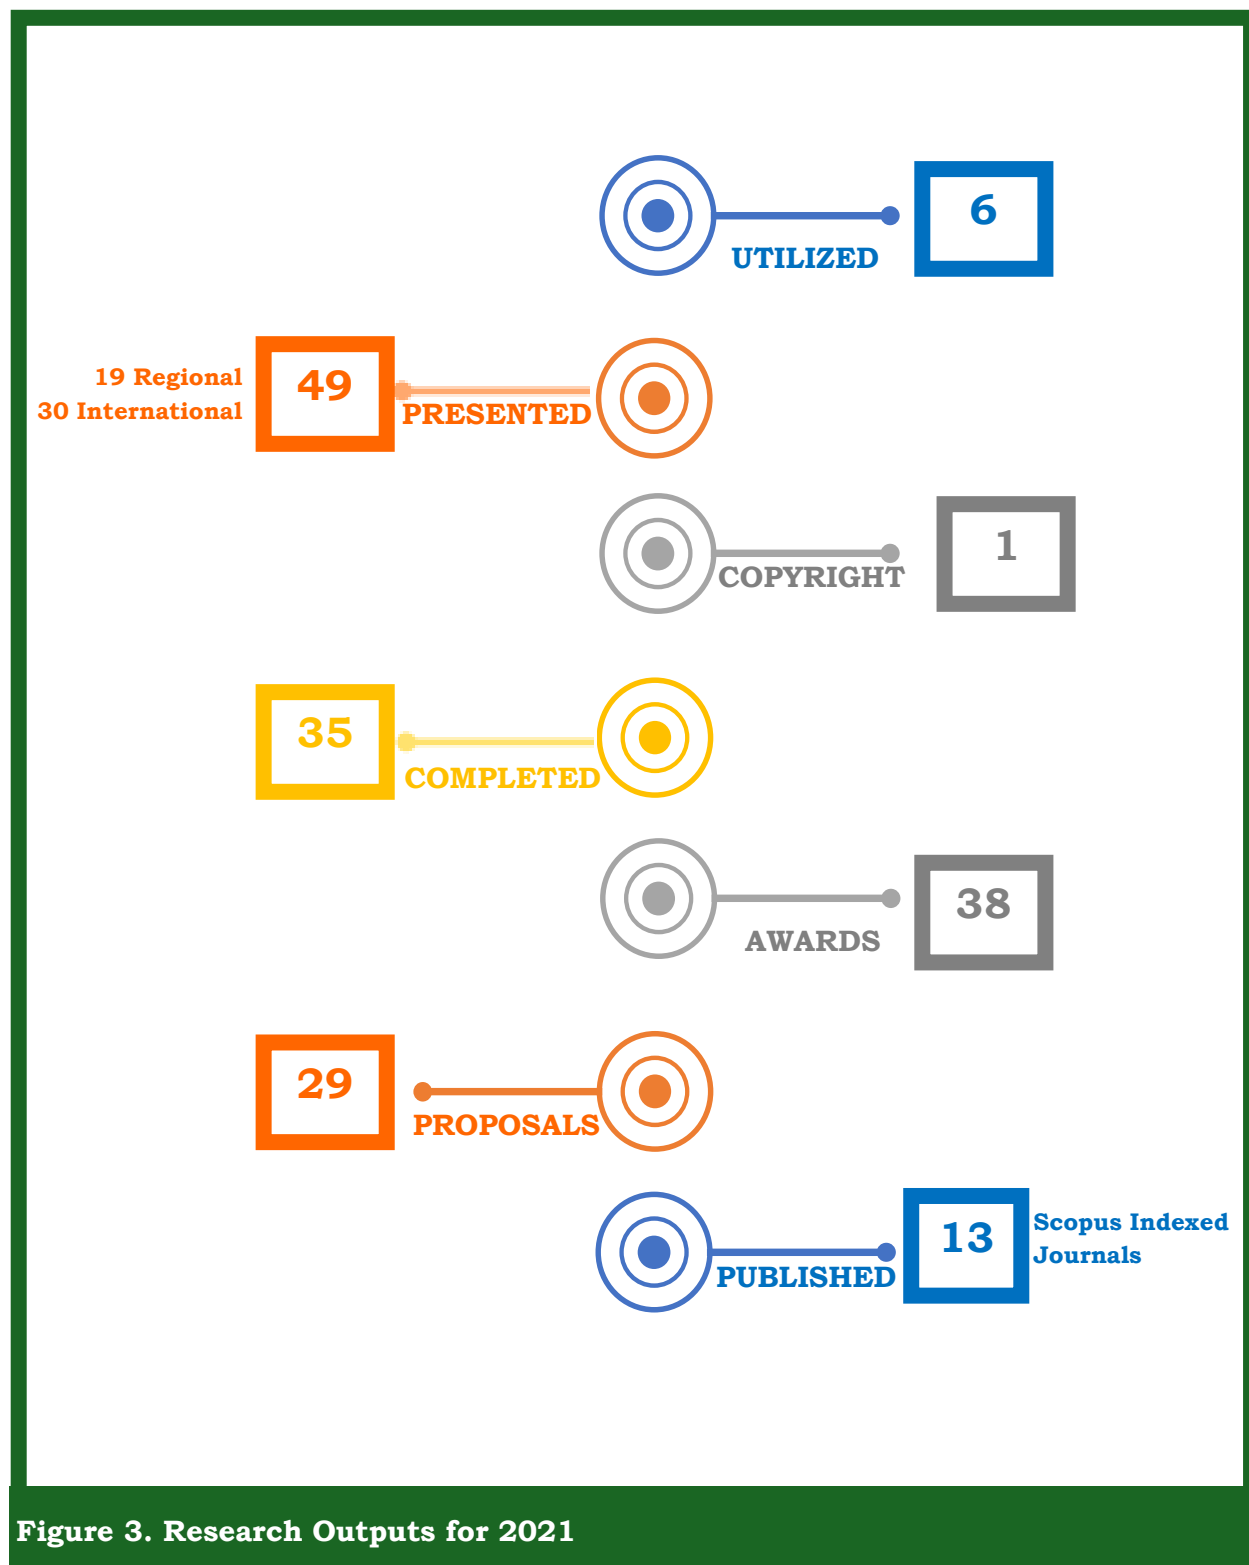 6
UTILIZED
19 Regional
30 International
49
PRESENTED
1
COPYRIGHT
35
COMPLETED
38
AWARDS
29
PROPOSALS
13
Scopus Indexed
Journals
PUBLISHED
Figure 3. Research Outputs for 2021